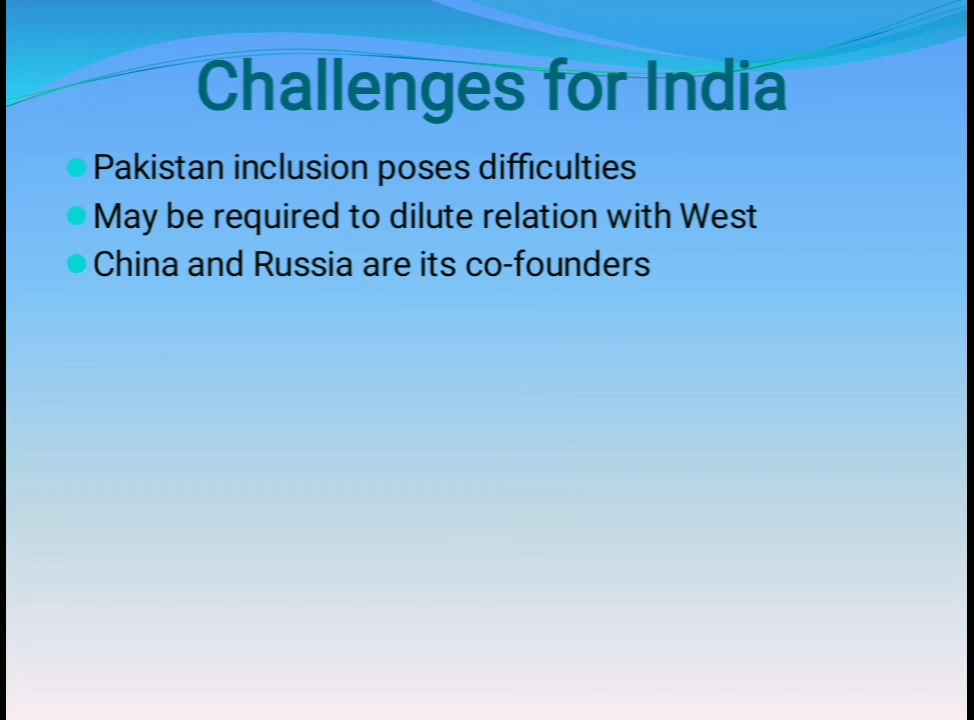 Challenges for India
Pakistan inclusion poses difficulties
May be required to dilute relation with West
China and Russia are its co-founders